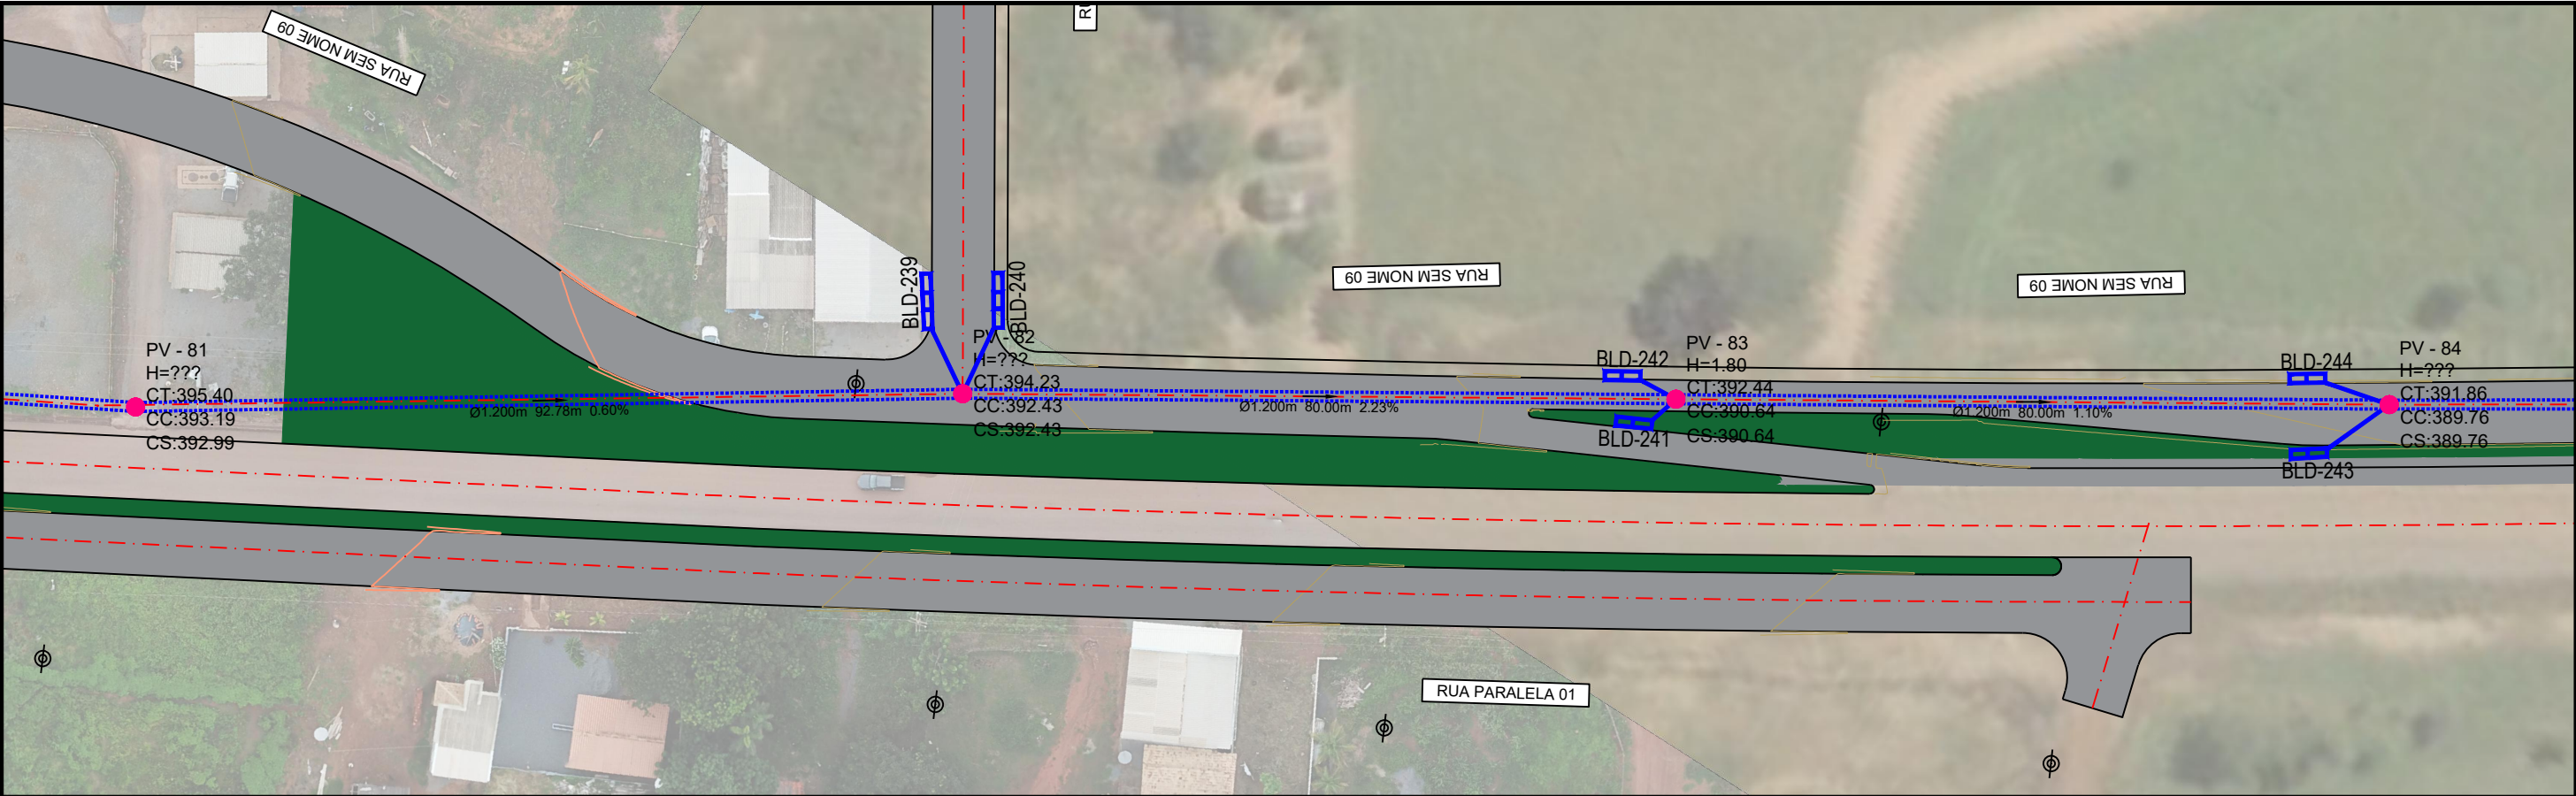 RUA SEM NOME 09
BLD-239
BLD-240
RUA SEM NOME 09
RUA SEM NOME 09
PV - 81
H=???
CT:395.40
CC:393.19
CS:392.99
Ø1.200m 92.78m 0.60%
PV - 82
H=???
CT:394.23
CC:392.43
CS:392.43
Ø1.200m 80.00m 2.23%
BLD-242
BLD-241
PV - 83
H=1.80
CT:392.44
CC:390.64
CS:390.64
Ø1.200m 80.00m 1.10%
BLD-244
BLD-243
PV - 84
H=???
CT:391.86
CC:389.76
CS:389.76
RUA PARALELA 01